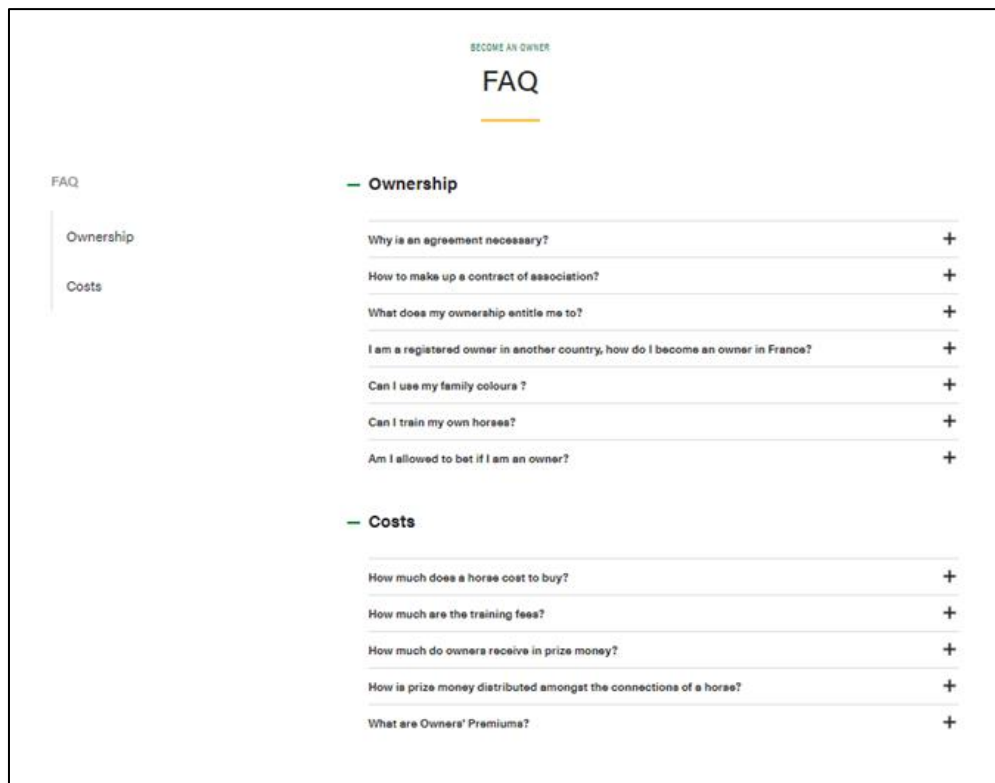 BECOME AN OWNER
FAQ
FAQ
Ownership
Costs
Ownership
Why is an agreement necessary?
How to make up a contract of association?
What does my ownership entitle me to?
I am a registered owner in another country, how do I become an owner in France?
Can I use my family colours ?
Can I train my own horses?
Am I allowed to bet if I am an owner?
Costs
How much does a horse cost to buy?
How much are the training fees?
How much do owners receive in prize money?
How is prize money distributed amongst the connections of a horse?
What are Owners' Premiums?